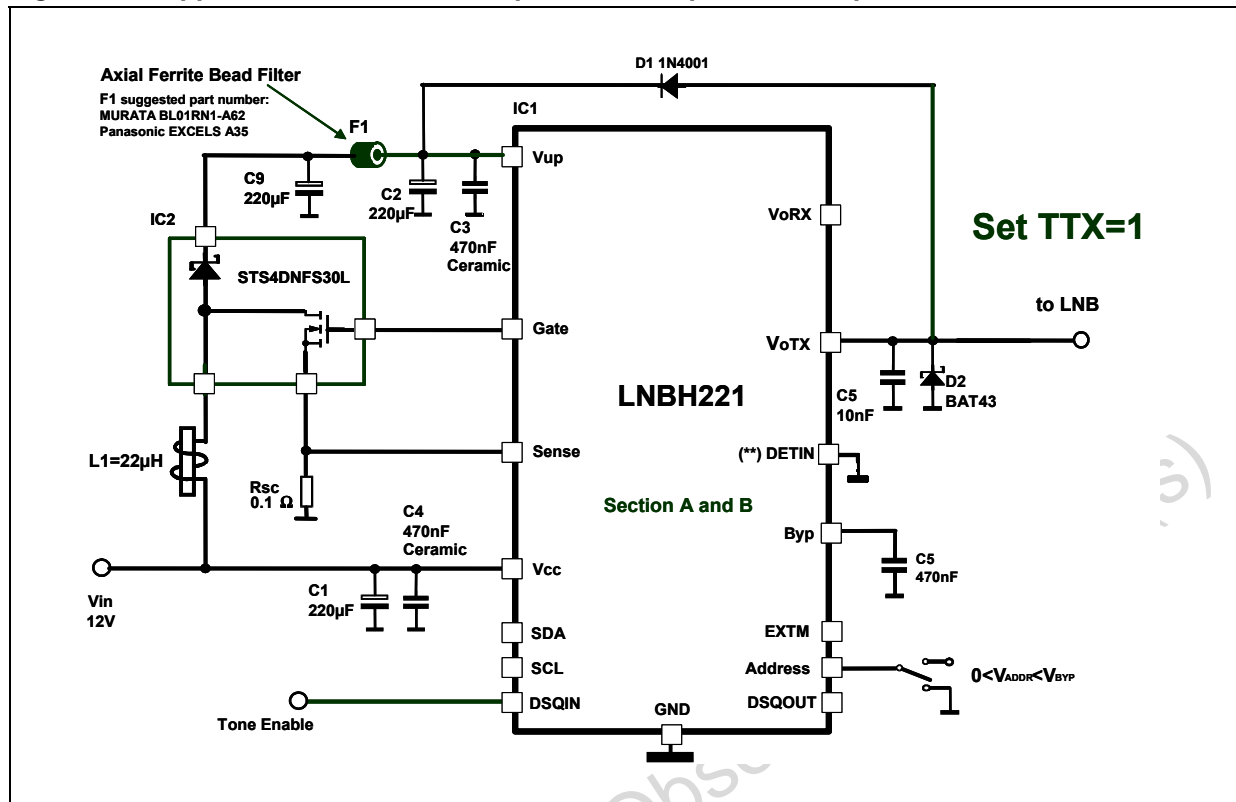 D1 1N4001
Axial Ferrite Bead Filter
F1 suggested part number:
MURATA BL01RN1-A62
Panasonic EXCELS A35
F1
IC1
Vup
C9
220µF
C2
220µF
C3
470nF
Ceramic
IC2
STS4DNFS30L
VoRX
Set TTX=1
to LNB
Gate
VoTX
LNBH221
C5
10nF
D2
BAT43
L1=22µH
Sense
(**) DETIN
Rsc
0.1 Ω
Section A and B
C4
470nF
Ceramic
Byp
C5
470nF
Vcc
Vin
12V
C1
220µF
SDA
EXTM
SCL
Address
0<VADDR<VBYP
DSQIN
DSQOUT
Tone Enable
GND